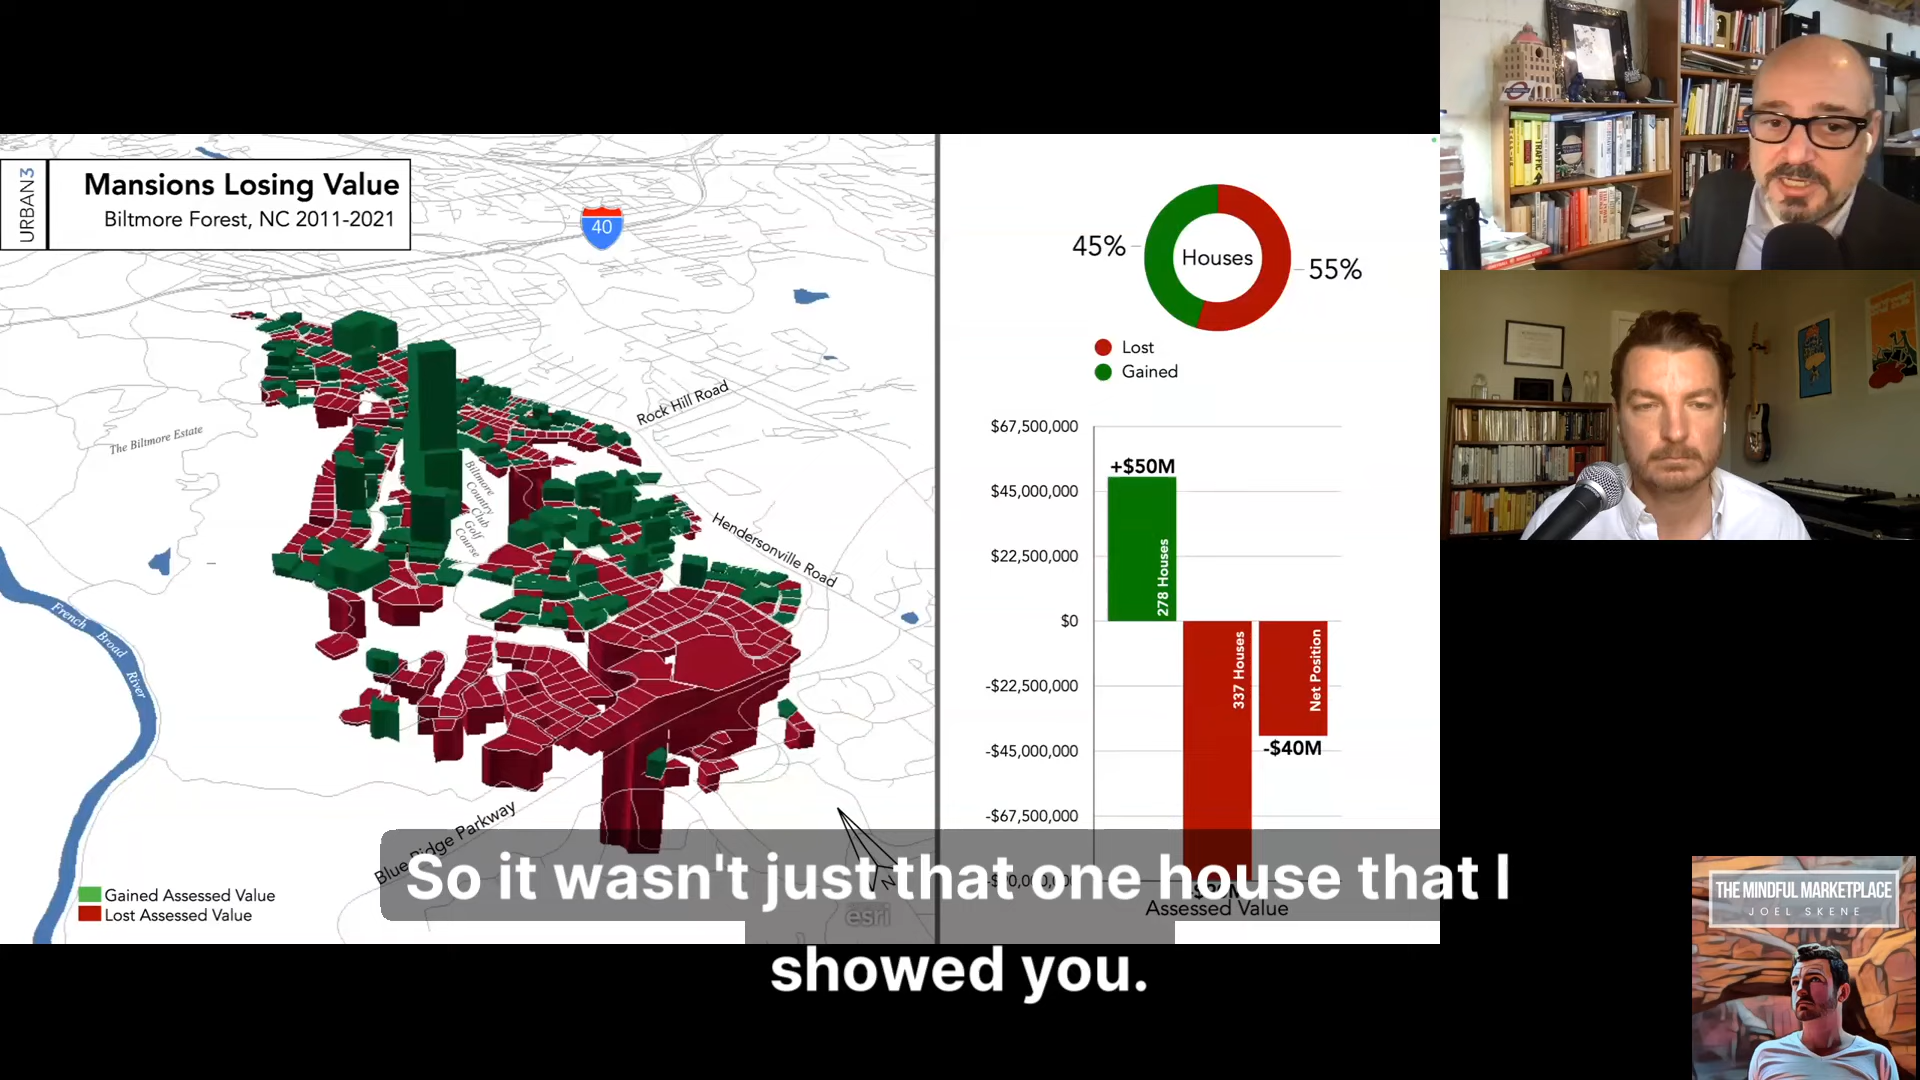 URBAN3
Mansions Losing Value
Biltmore Forest, NC 2011-2021
40
The Biltmore Estate
Rock Hill Road
Biltmore
Country
Club
Golf
Course
Hendersonville Road
French Broad River
Blue Ridge Parkway
Gained Assessed Value
Lost Assessed Value
esri
45%
Houses
55%
Lost
Gained
$67,500,000
+$50M
$45,000,000
$22,500,000
278 Houses
$0
337 Houses
Net Position
-$22,500,000
-$45,000,000
-$40M
-$67,500,000
Assessed Value
So it wasn't just that one house that I
showed you.
TRAFFIC
THE MINDFUL MARKETPLACE
JOEL SKENE